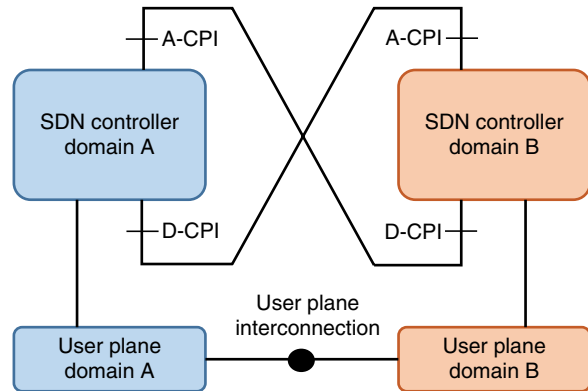 A-CPI
A-CPI
SDN controller
domain A
SDN controller
domain B
D-CPI
D-CPI
User plane
interconnection
User plane
domain A
User plane
domain B